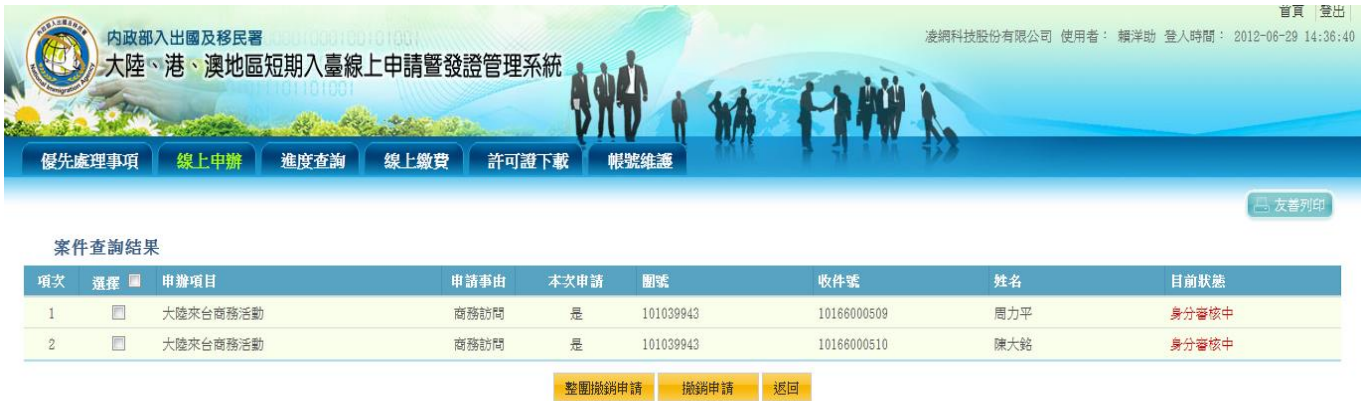 首頁 登出
內政部入出國及移民署
凌網科技股份有限公司 使用者： 賴洋助 登入時間： 2012-06-29 14:36:40
大陸、港、澳地區短期入臺線上申請暨發證管理系統
優先處理事項 線上申辦 進度查詢 線上繳費 許可證下載 帳號維護
友善列印
案件查詢結果
項次 選擇 申辦項目 申請事由 本次申請 團號 收件號 姓名 目前狀態
1 大陸來台商務活動 商務訪問 是 101039943 10166000509 周力平 身分審核中
2 大陸來台商務活動 商務訪問 是 101039943 10166000510 陳大銘 身分審核中
整團撤銷申請 撤銷申請 返回